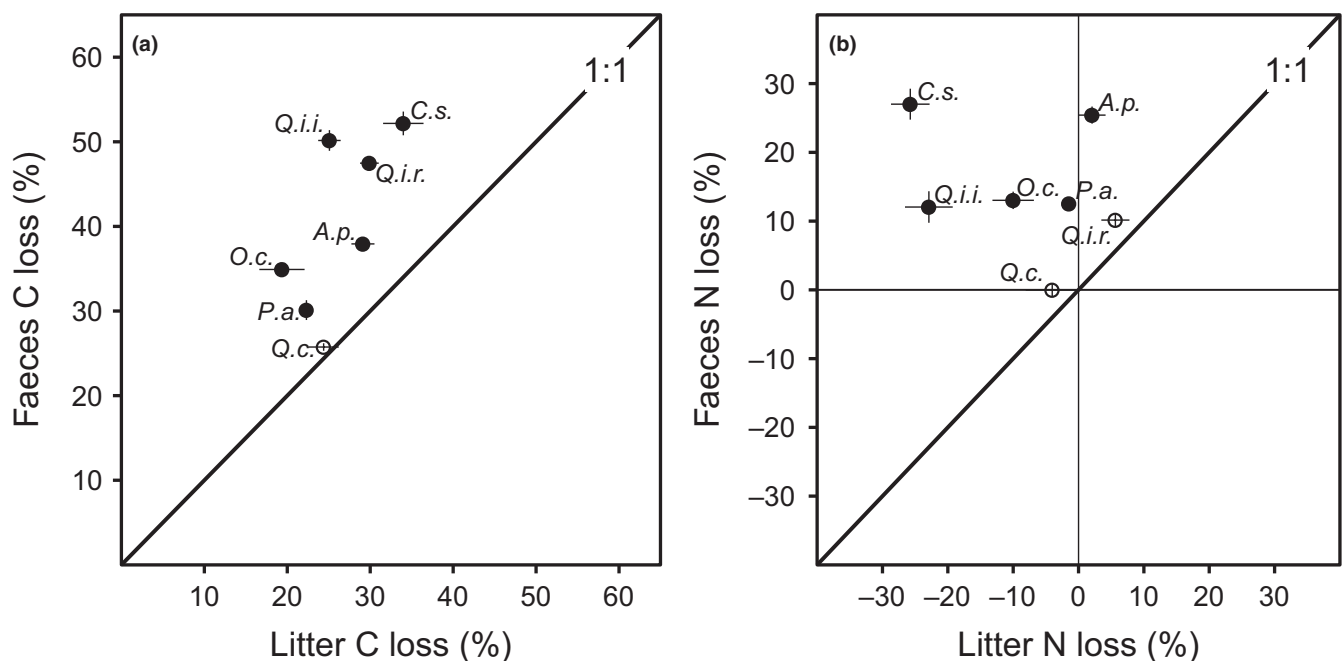 (a)
1:1
60
50
40
30
20
10
Faeces C loss (%)
C.s.
Q.i.i.
Q.i.r.
A.p.
O.c.
P.a.
Q.c.
10 20 30 40 50 60
Litter C loss (%)
(b)
1:1
30
20
10
0
–10
–20
–30
Faeces N loss (%)
C.s.
A.p.
Q.i.i.
O.c.
P.a.
Q.i.r.
Q.c.
–30 –20 –10 0 10 20 30
Litter N loss (%)